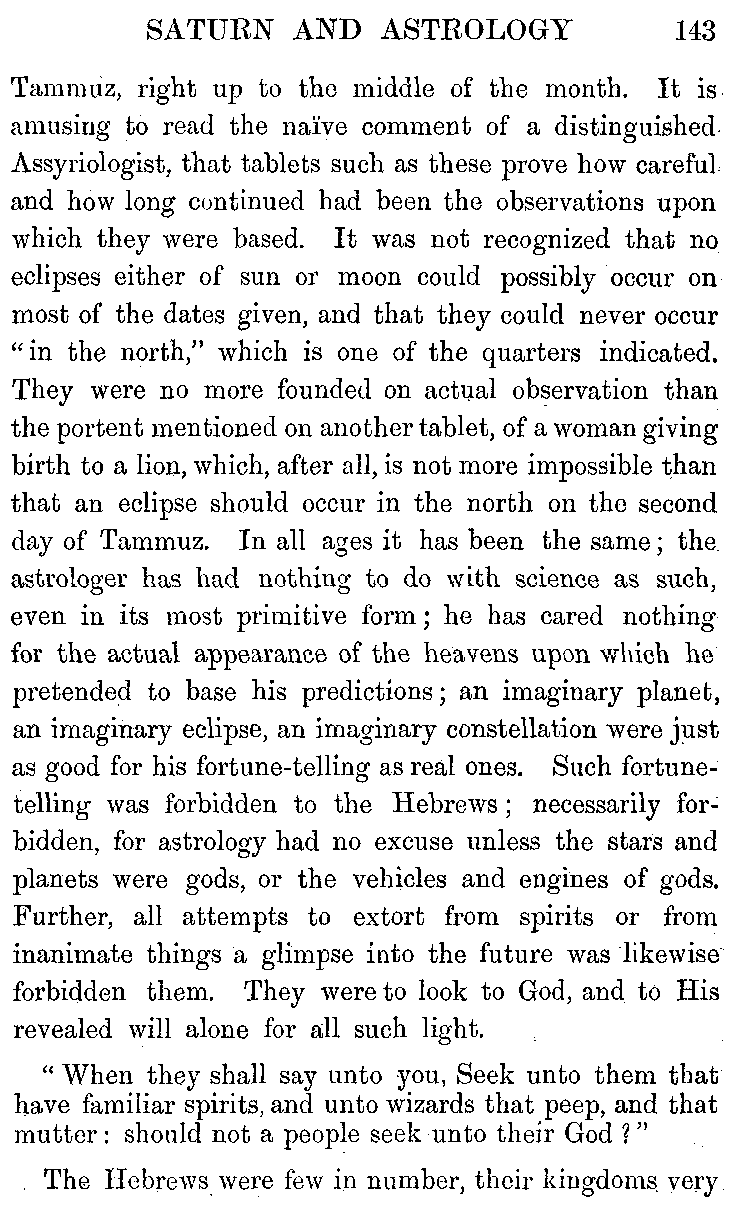 SATURN AND ASTROLOGY 143
Tammuz, right up to the middle of the month. It is
amusing to read the naïve comment of a distinguished
Assyriologist, that tablets such as these prove how careful
and how long continued had been the observations upon
which they were based. It was not recognized that no
eclipses either of sun or moon could possibly occur on
most of the dates given, and that they could never occur
“in the north,” which is one of the quarters indicated.
They were no more founded on actual observation than
the portent mentioned on another tablet, of a woman giving
birth to a lion, which, after all, is not more impossible than
that an eclipse should occur in the north on the second
day of Tammuz. In all ages it has been the same; the
astrologer has had nothing to do with science as such,
even in its most primitive form; he has cared nothing
for the actual appearance of the heavens upon which he
pretended to base his predictions; an imaginary planet,
an imaginary eclipse, an imaginary constellation were just
as good for his fortune-telling as real ones. Such fortune-
telling was forbidden to the Hebrews; necessarily for-
bidden, for astrology had no excuse unless the stars and
planets were gods, or the vehicles and engines of gods.
Further, all attempts to extort from spirits or from
inanimate things a glimpse into the future was likewise
forbidden them. They were to look to God, and to His
revealed will alone for all such light.
“When they shall say unto you, Seek unto them that
have familiar spirits, and unto wizards that peep, and that
mutter: should not a people seek unto their God?”
The Hebrews were few in number, their kingdoms very